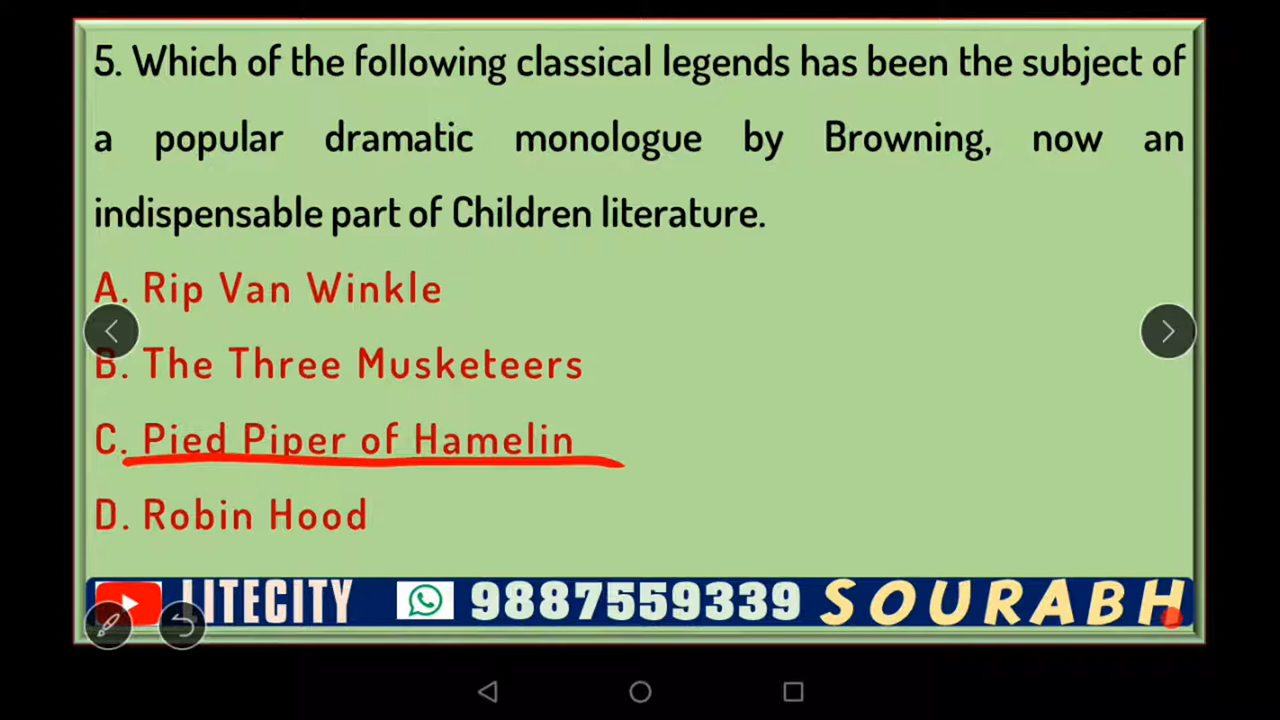 5. Which of the following classical legends has been the subject of
a popular dramatic monologue by Browning, now an
indispensable part of Children literature.
A. Rip Van Winkle
B. The Three Musketeers
C. Pied Piper of Hamelin
D. Robin Hood
LITECITY 9887559339 SOURABH